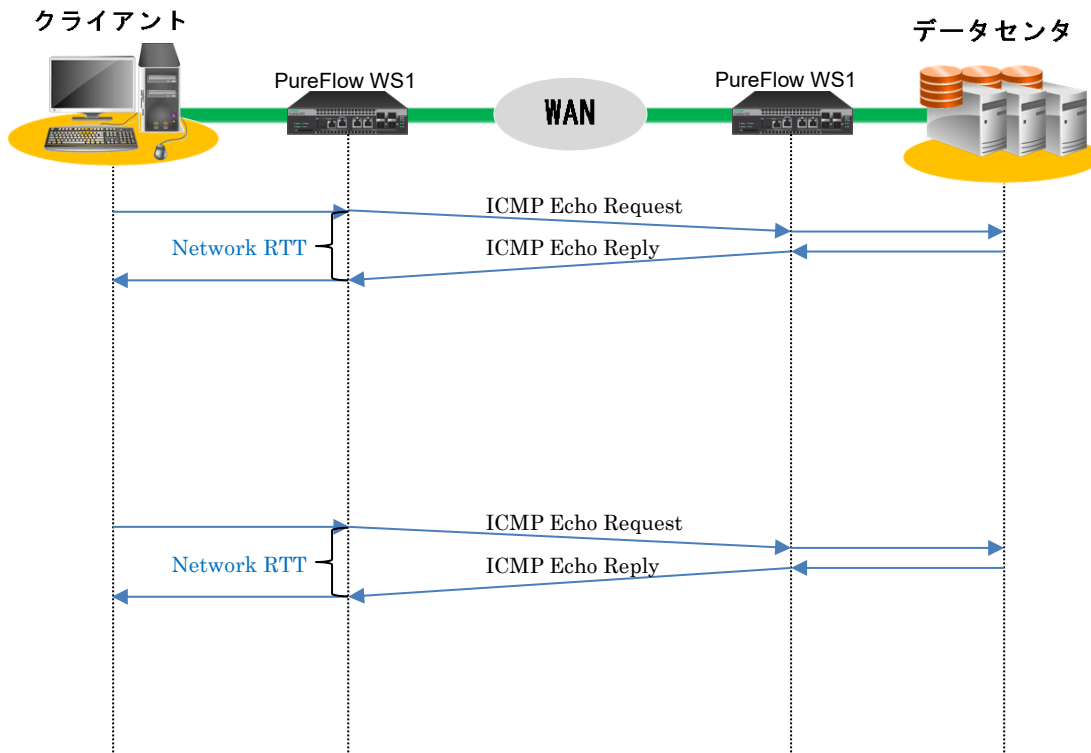 クライアント
データセンタ
PureFlow WS1
PureFlow WS1
WAN
ICMP Echo Request
Network RTT
ICMP Echo Reply
ICMP Echo Request
Network RTT
ICMP Echo Reply